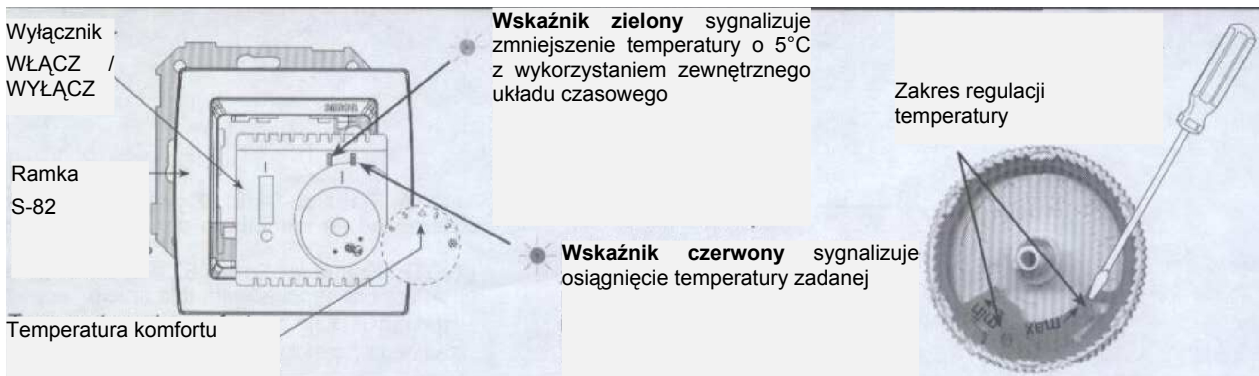 Wyłącznik
WŁĄCZ /
WYŁĄCZ
Ramka
S-82
Temperatura komfortu
Wskaźnik zielony sygnalizuje
zmniejszenie temperatury o 5°C
z wykorzystaniem zewnętrznego
układu czasowego
Wskaźnik czerwony sygnalizuje
osiągnięcie temperatury zadanej
Zakres regulacji
temperatury
min
max